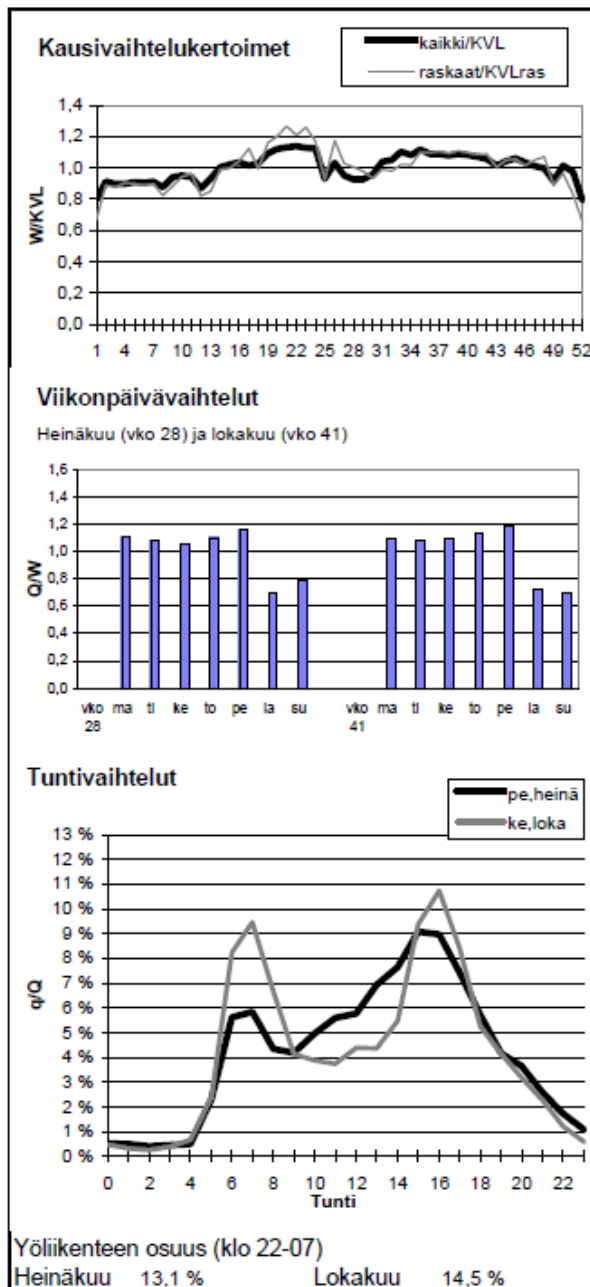 Kausivaihtelukertoimet
kaikki/KVL
raskaat/KVLras
W/KVL
1,4
1,2
1,0
0,8
0,6
0,4
0,2
0,0
1 4 7 10 13 16 19 22 25 28 31 34 37 40 43 46 49 52
Viikonpäivävaihtelut
Heinäkuu (vko 28) ja lokakuu (vko 41)
Q/W
1,6
1,4
1,2
1,0
0,8
0,6
0,4
0,2
0,0
vko 28 ma ti ke to pe la su vko 41 ma ti ke to pe la su
Tuntivaihtelut
pe,heinä
ke,loka
q/Q
13 %
12 %
11 %
10 %
9 %
8 %
7 %
6 %
5 %
4 %
3 %
2 %
1 %
0 %
0 2 4 6 8 10 12 14 16 18 20 22
Tunti
Yöliikenteen osuus (klo 22-07)
Heinäkuu 13,1 % Lokakuu 14,5 %